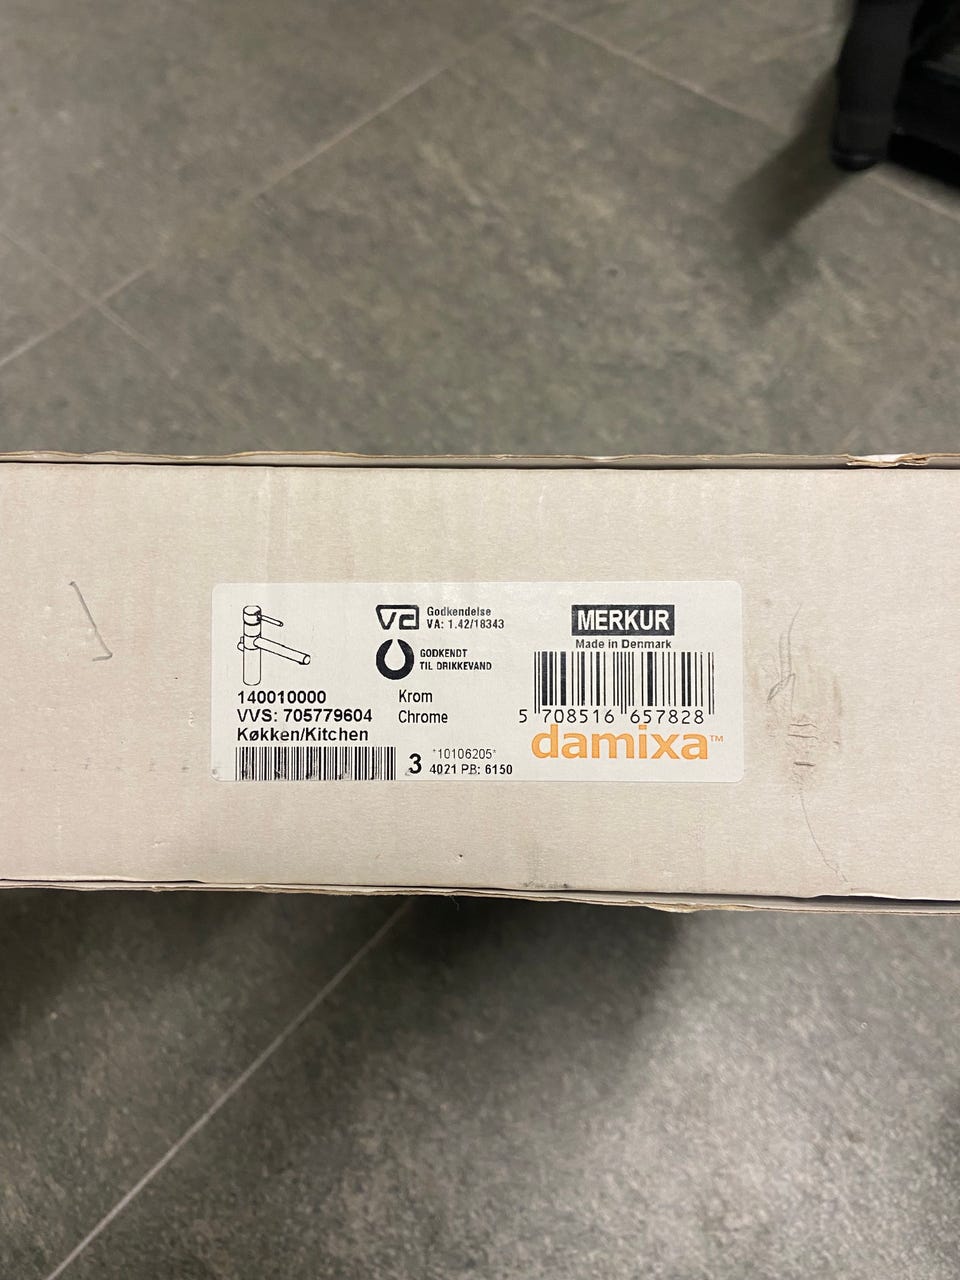 Godkendelse
VA: 1.42/18343
GODKENDT
TIL DRIKKEVAND
MERKUR
Made in Denmark
140010000
VVS: 705779604
Køkken/Kitchen
Krom
Chrome
5 708516 657828
damixa™
3
*10106205*
4021 PB: 6150